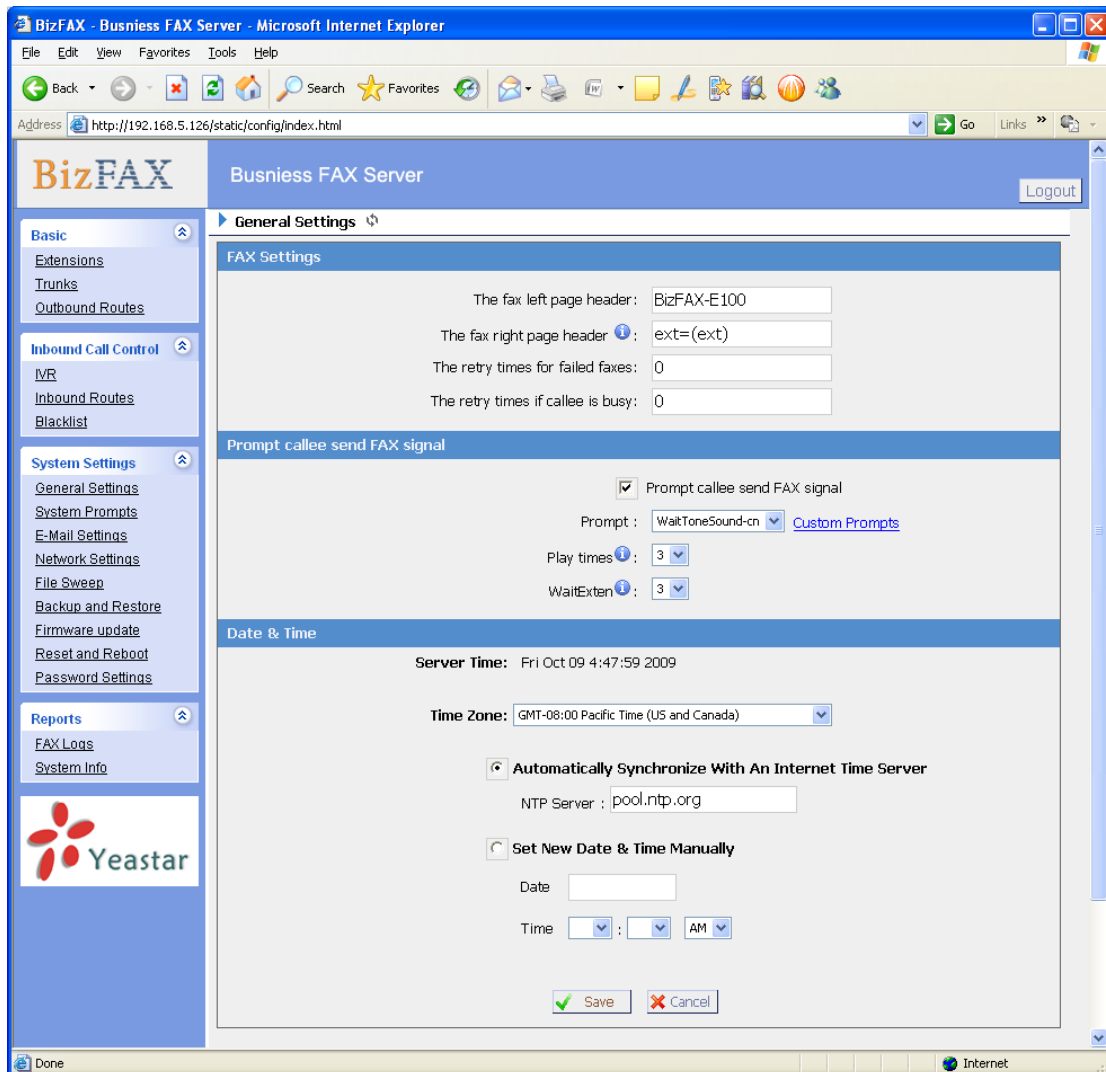 BizFAX - Busniess FAX Server - Microsoft Internet Explorer
File Edit View Favorites Tools Help
Back Search Favorites
Address http://192.168.5.126/static/config/index.html Go Links »
BizFAX
Busniess FAX Server
Logout
Basic
Extensions
Trunks
Outbound Routes
Inbound Call Control
IVR
Inbound Routes
Blacklist
System Settings
General Settings
System Prompts
E-Mail Settings
Network Settings
File Sweep
Backup and Restore
Firmware update
Reset and Reboot
Password Settings
Reports
FAX Logs
System Info
Yeastar
General Settings
FAX Settings
The fax left page header: BizFAX-E100
The fax right page header i : ext=(ext)
The retry times for failed faxes: 0
The retry times if callee is busy: 0
Prompt callee send FAX signal
Prompt callee send FAX signal
Prompt : WaitToneSound-cn Custom Prompts
Play times i : 3
WaitExten i : 3
Date & Time
Server Time: Fri Oct 09 4:47:59 2009
Time Zone: GMT-08:00 Pacific Time (US and Canada)
Automatically Synchronize With An Internet Time Server
NTP Server : pool.ntp.org
Set New Date & Time Manually
Date
Time : AM
Save Cancel
Done Internet